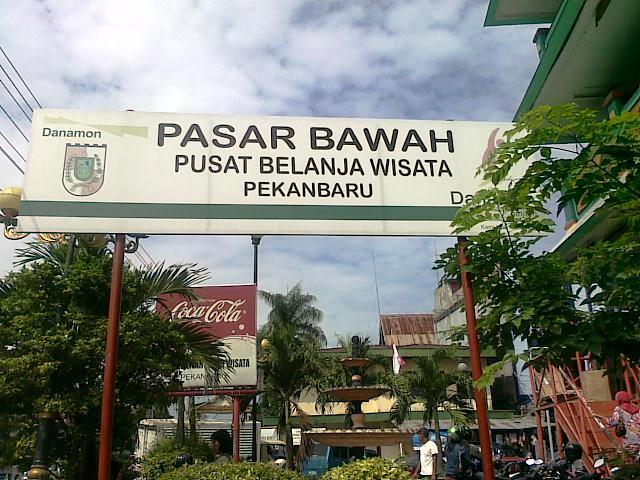 Danamon
PASAR BAWAH
PUSAT BELANJA WISATA
PEKANBARU
Coca-Cola
WISATA